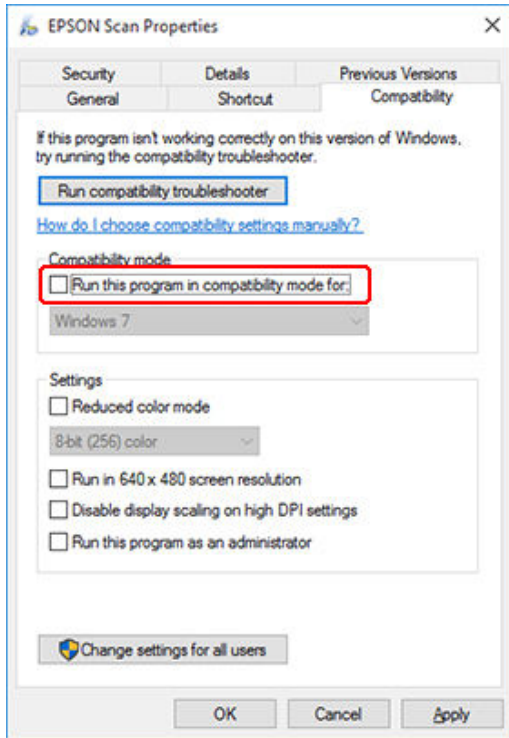 EPSON Scan Properties
Security Details Previous Versions
General Shortcut Compatibility
If this program isn't working correctly on this version of Windows,
try running the compatibility troubleshooter.
Run compatibility troubleshooter
How do I choose compatibility settings manually?
Compatibility mode
Run this program in compatibility mode for:
Windows 7
Settings
Reduced color mode
8-bit (256) color
Run in 640 x 480 screen resolution
Disable display scaling on high DPI settings
Run this program as an administrator
Change settings for all users
OK Cancel Apply